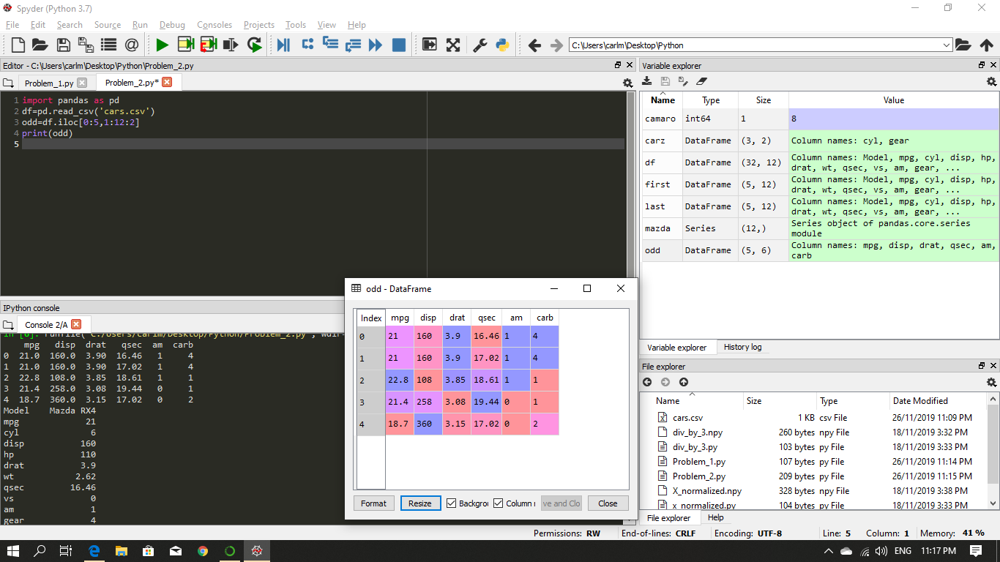 Spyder (Python 3.7)
File Edit Search Source Run Debug Consoles Projects Tools View Help
C:\Users\carlm\Desktop\Python
Editor - C:\Users\carlm\Desktop\Python\Problem_2.py
Problem_1.py Problem_2.py*
1 import pandas as pd
2 df=pd.read_csv('cars.csv')
3 odd=df.iloc[0:5,1:12:2]
4 print(odd)
5
Variable explorer
Name Type Size Value
camaro int64 1 8
carz DataFrame (3, 2) Column names: cyl, gear
df DataFrame (32, 12) Column names: Model, mpg, cyl, disp, hp,
drat, wt, qsec, vs, am, gear, ...
first DataFrame (5, 12) Column names: Model, mpg, cyl, disp, hp,
drat, wt, qsec, vs, am, gear, ...
last DataFrame (5, 12) Column names: Model, mpg, cyl, disp, hp,
drat, wt, qsec, vs, am, gear, ...
mazda Series (12,) Series object of pandas.core.series
module
odd DataFrame (5, 6) Column names: mpg, disp, drat, qsec, am,
carb
Variable explorer History log
IPython console
Console 2/A
In [6]: runfile('C:/Users/carlm/Desktop/Python/Problem_2.py', wdir=
mpg disp drat qsec am carb
0 21.0 160.0 3.90 16.46 1 4
1 21.0 160.0 3.90 17.02 1 4
2 22.8 108.0 3.85 18.61 1 1
3 21.4 258.0 3.08 19.44 0 1
4 18.7 360.0 3.15 17.02 0 2
Model Mazda RX4
mpg 21
cyl 6
disp 160
hp 110
drat 3.9
wt 2.62
qsec 16.46
vs 0
am 1
gear 4
odd - DataFrame
Index mpg disp drat qsec am carb
0 21 160 3.9 16.46 1 4
1 21 160 3.9 17.02 1 4
2 22.8 108 3.85 18.61 1 1
3 21.4 258 3.08 19.44 0 1
4 18.7 360 3.15 17.02 0 2
Format Resize Backgrou Column ve and Clo Close
File explorer
Name Size Type Date Modified
cars.csv 1 KB csv File 26/11/2019 11:09 PM
div_by_3.npy 260 bytes npy File 18/11/2019 3:32 PM
div_by_3.py 103 bytes py File 18/11/2019 3:33 PM
Problem_1.py 107 bytes py File 26/11/2019 11:14 PM
Problem_2.py 209 bytes py File 26/11/2019 11:15 PM
X_normalized.npy 328 bytes npy File 18/11/2019 3:38 PM
x_normalized.py 104 bytes py File 18/11/2019 3:33 PM
File explorer Help
Permissions: RW End-of-lines: CRLF Encoding: UTF-8 Line: 5 Column: 1 Memory: 41 %
ENG 11:17 PM